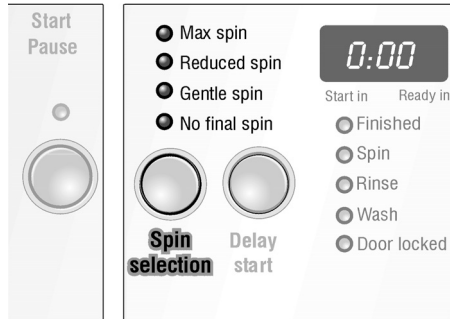 Start
Pause
Max spin
Reduced spin
Gentle spin
No final spin
Spin
selection
Delay
start
0:00
Start in Ready in
Finished
Spin
Rinse
Wash
Door locked